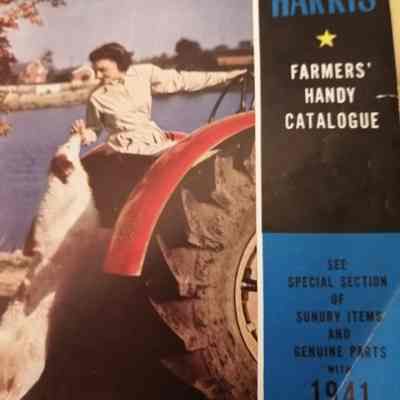 HARRIS
FARMERS'
HANDY
CATALOGUE
SEE
SPECIAL SECTION
OF
SUNDRY ITEMS
AND
GENUINE PARTS
WITH
1941